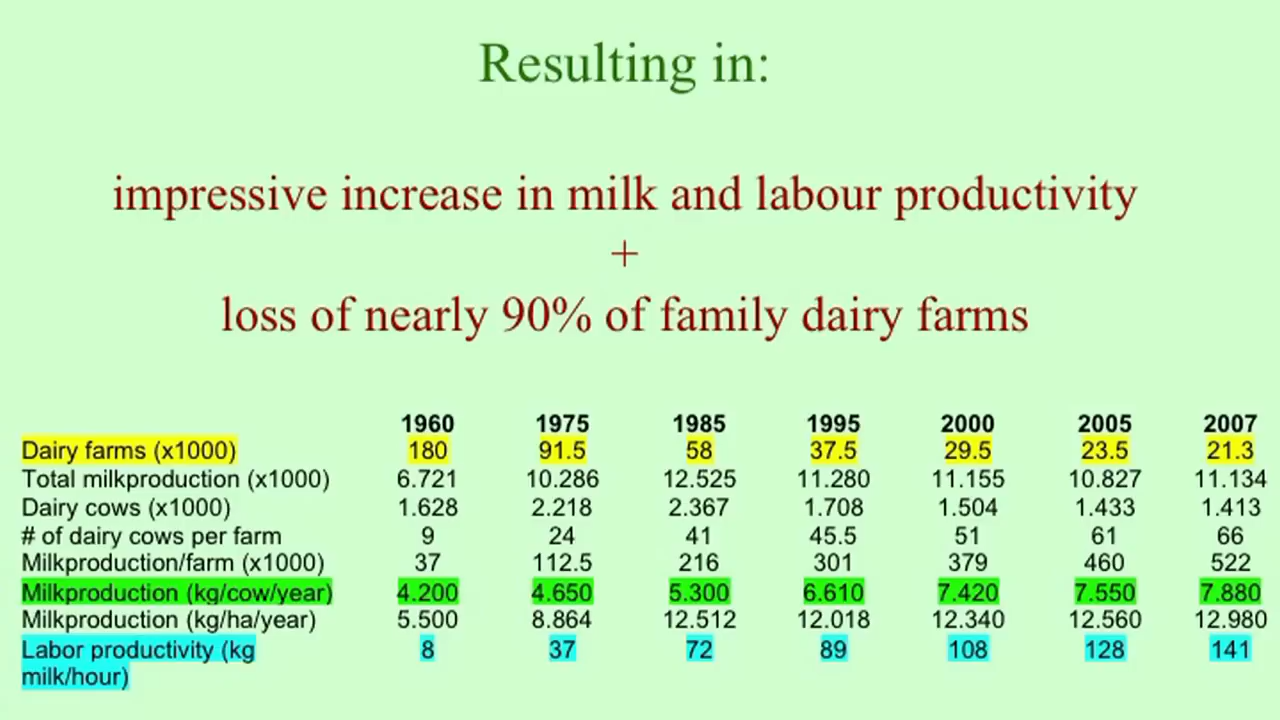 Resulting in:
impressive increase in milk and labour productivity
+
loss of nearly 90% of family dairy farms
1960 1975 1985 1995 2000 2005 2007
Dairy farms (x1000) 180 91.5 58 37.5 29.5 23.5 21.3
Total milkproduction (x1000) 6.721 10.286 12.525 11.280 11.155 10.827 11.134
Dairy cows (x1000) 1.628 2.218 2.367 1.708 1.504 1.433 1.413
# of dairy cows per farm 9 24 41 45.5 51 61 66
Milkproduction/farm (x1000) 37 112.5 216 301 379 460 522
Milkproduction (kg/cow/year) 4.200 4.650 5.300 6.610 7.420 7.550 7.880
Milkproduction (kg/ha/year) 5.500 8.864 12.512 12.018 12.340 12.560 12.980
Labor productivity (kg 8 37 72 89 108 128 141
milk/hour)